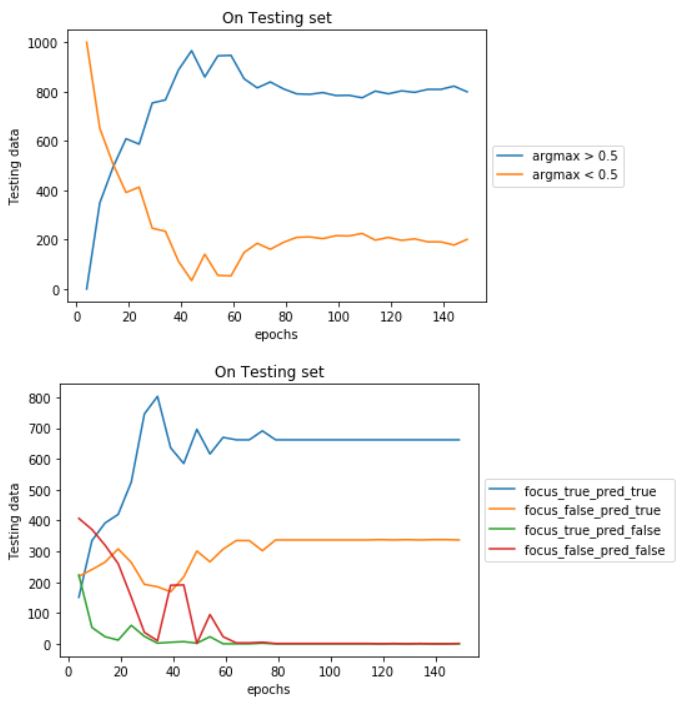 On Testing set
1000
800
600
400
200
0
Testing data
0 20 40 60 80 100 120 140
epochs
argmax > 0.5
argmax < 0.5
On Testing set
800
700
600
500
400
300
200
100
0
Testing data
0 20 40 60 80 100 120 140
epochs
focus_true_pred_true
focus_false_pred_true
focus_true_pred_false
focus_false_pred_false